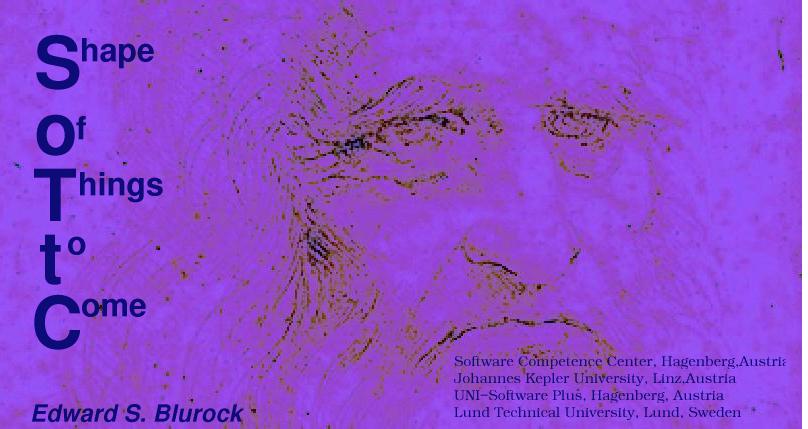 Shape
of
Things
to
Come
Software Competence Center, Hagenberg,Austria
Johannes Kepler University, Linz,Austria
UNI-Software Plus, Hagenberg, Austria
Lund Technical University, Lund, Sweden
Edward S. Blurock